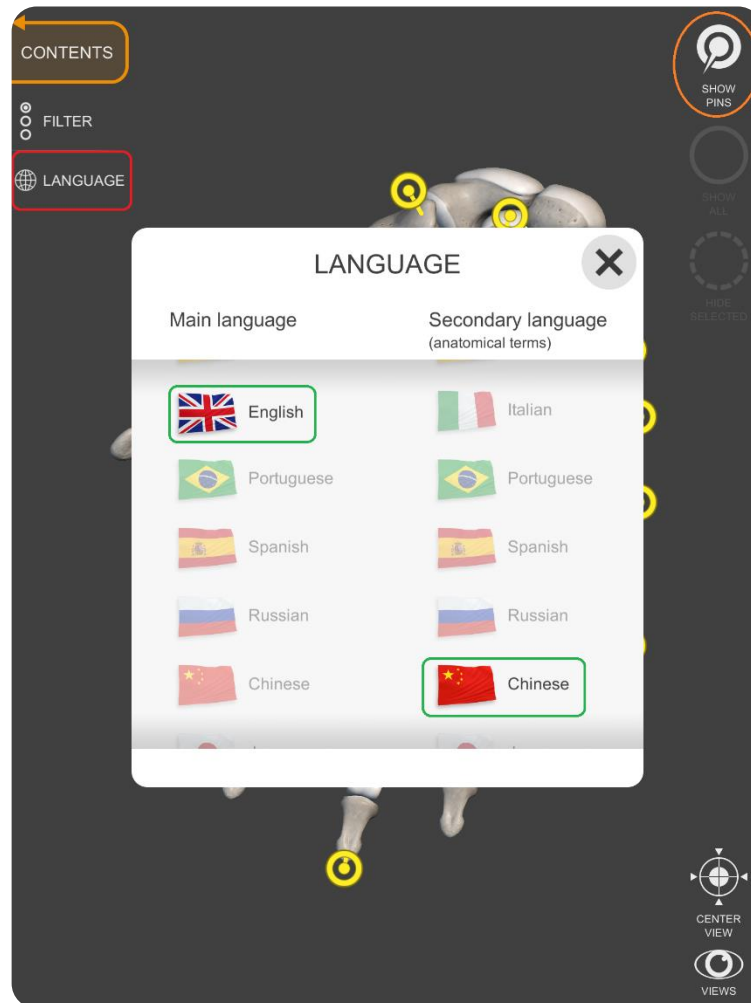 CONTENTS
FILTER
LANGUAGE
SHOW
PINS
SHOW
ALL
HIDE
SELECTED
LANGUAGE
Main language
Secondary language
(anatomical terms)
English
Italian
Portuguese
Portuguese
Spanish
Spanish
Russian
Russian
Chinese
Chinese
CENTER
VIEW
VIEWS